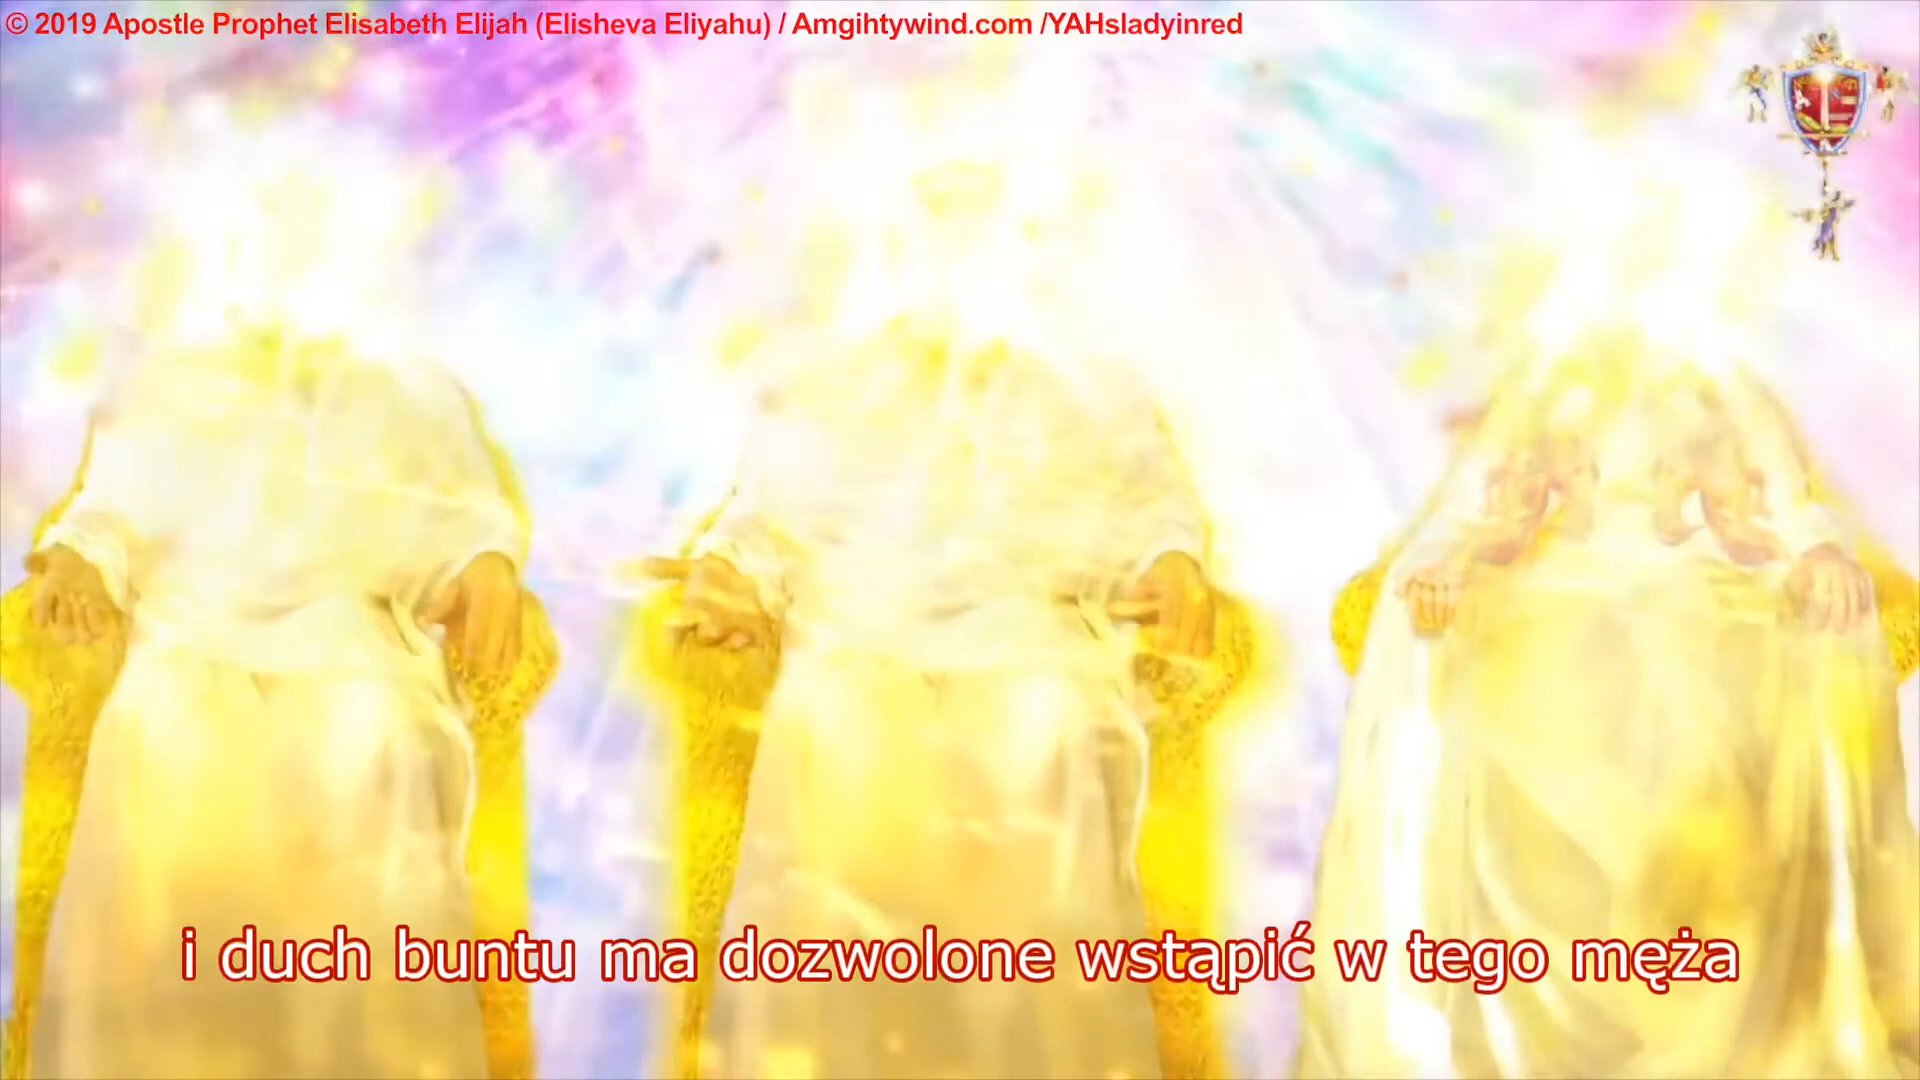 © 2019 Apostle Prophet Elisabeth Elijah (Elisheva Eliyahu) / Amgihtywind.com /YAHsladyinred
i duch buntu ma dozwolone wstąpić w tego męża